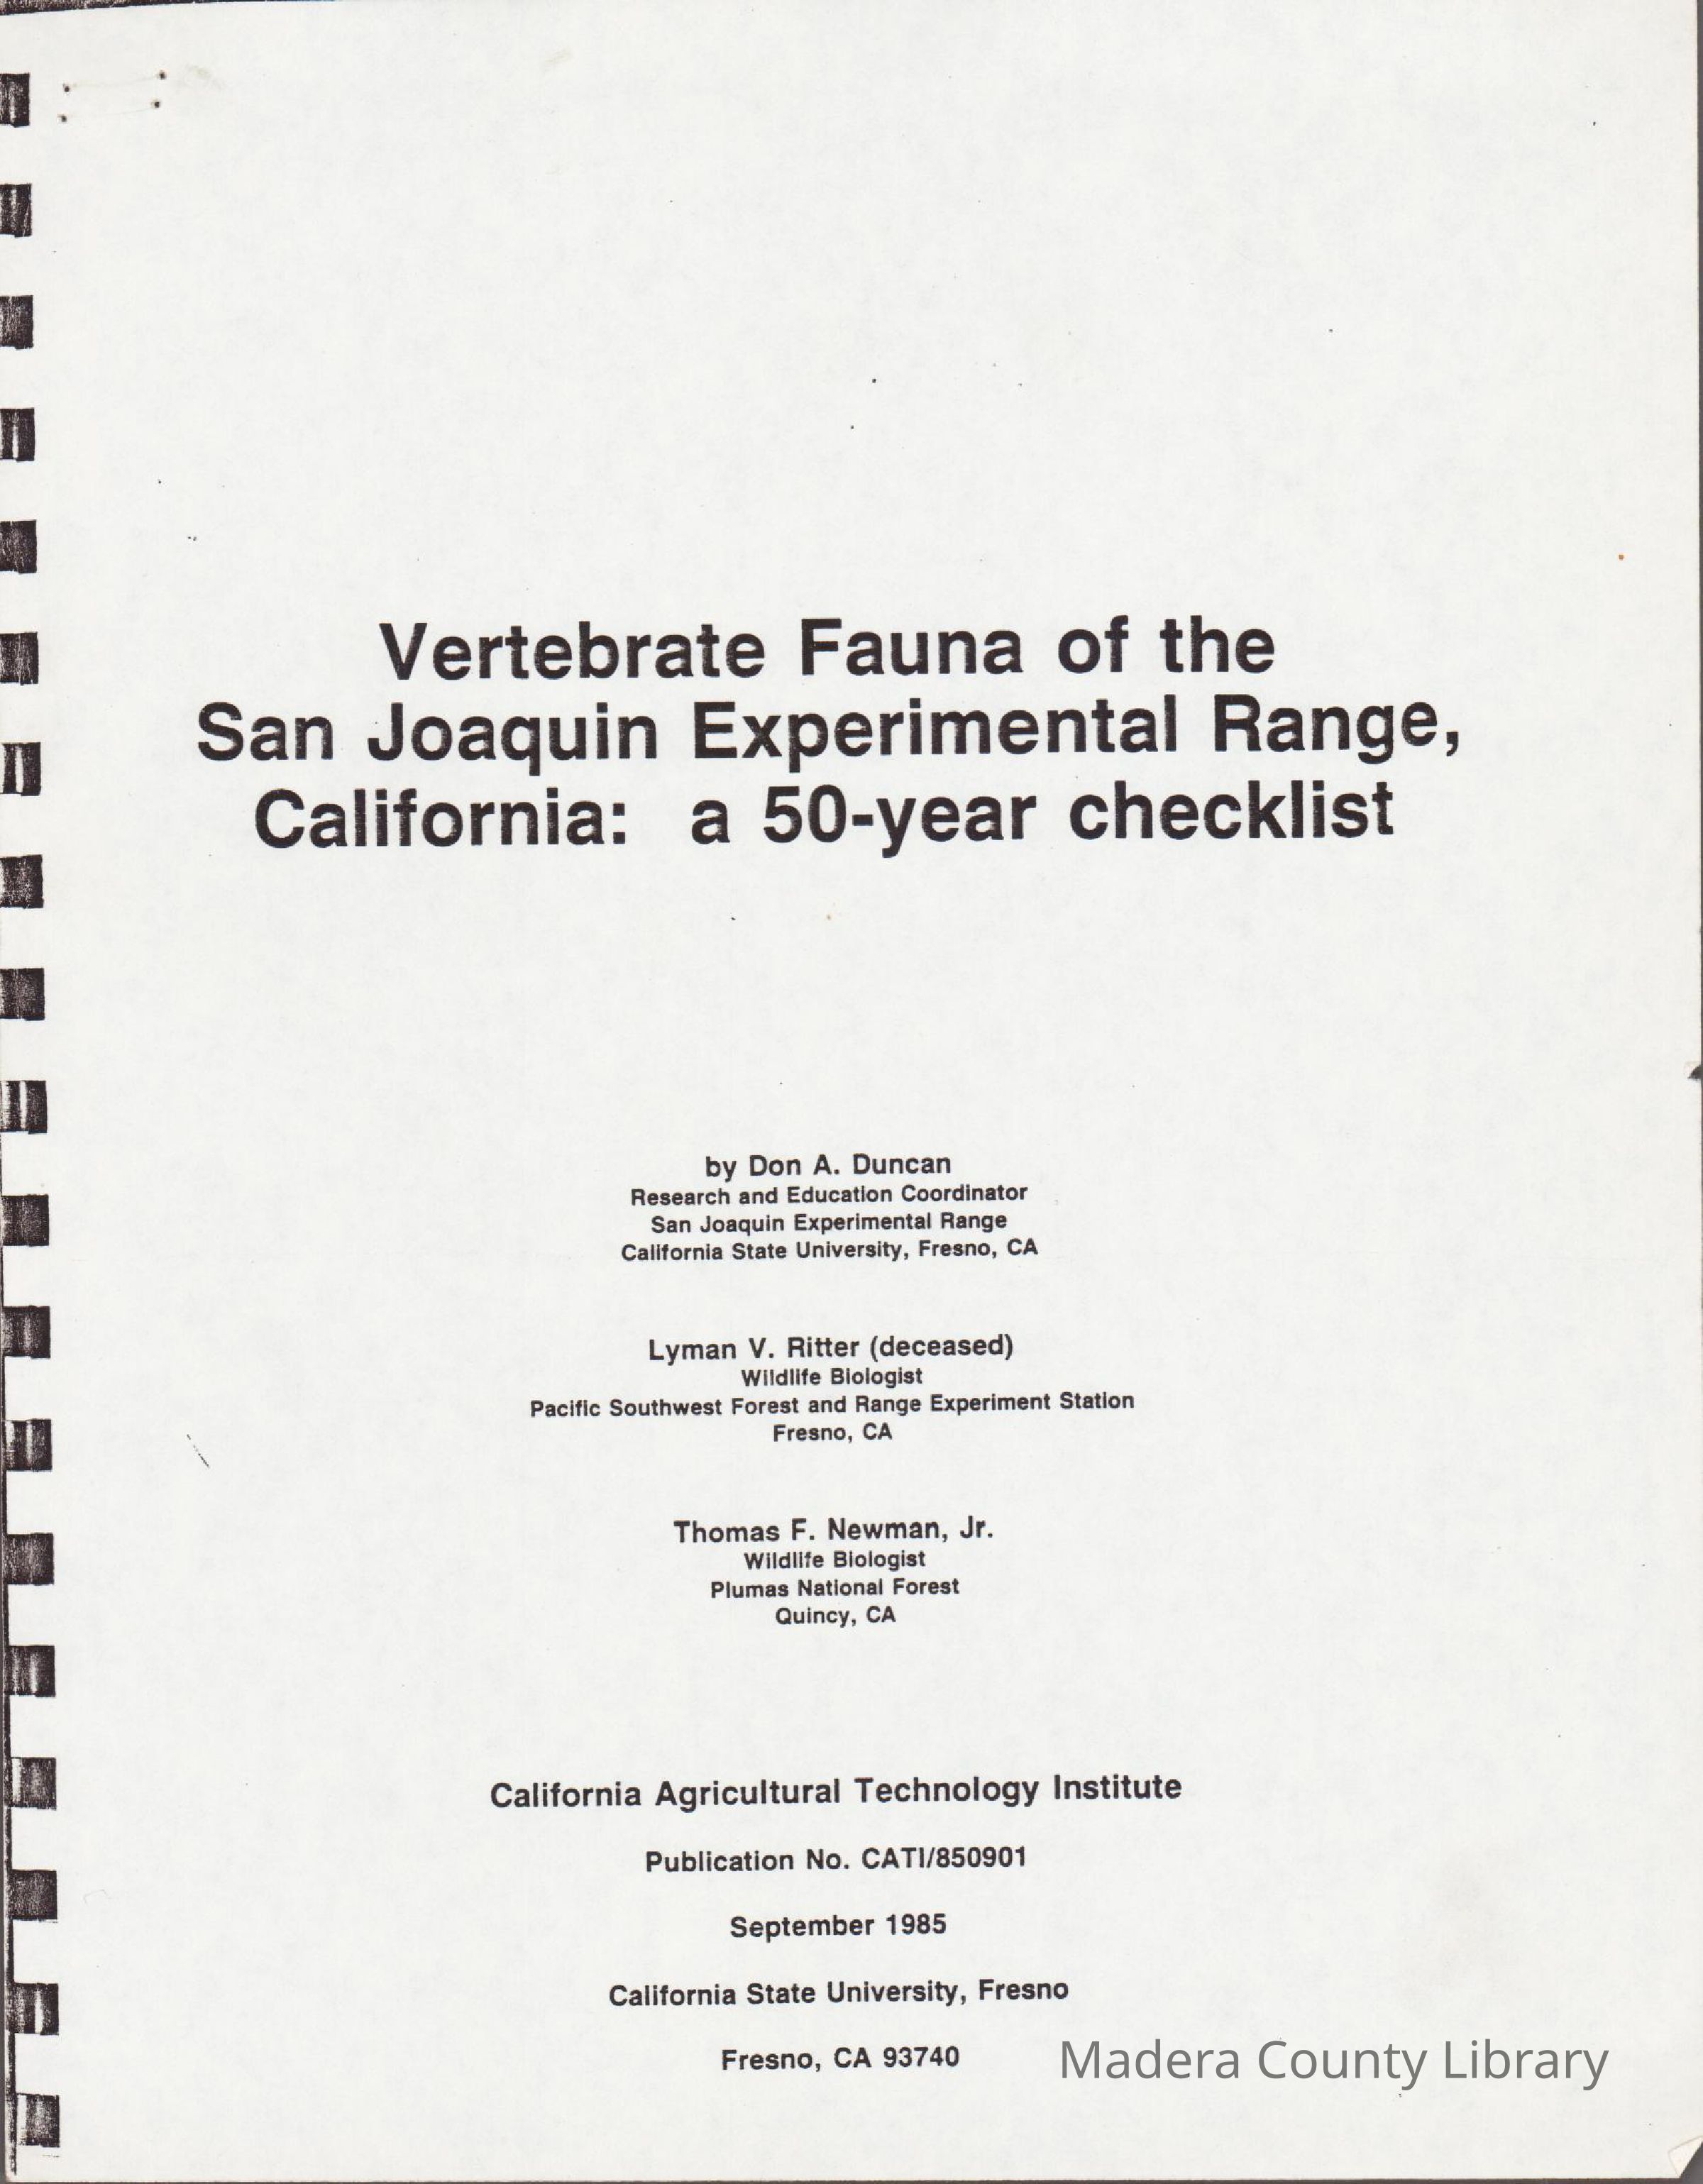 Vertebrate Fauna of the
San Joaquin Experimental Range,
California: a 50-year checklist
by Don A. Duncan
Research and Education Coordinator
San Joaquin Experimental Range
California State University, Fresno, CA
Lyman V. Ritter (deceased)
Wildlife Biologist
Pacific Southwest Forest and Range Experiment Station
Fresno, CA
Thomas F. Newman, Jr.
Wildlife Biologist
Plumas National Forest
Quincy, CA
California Agricultural Technology Institute
Publication No. CATI/850901
September 1985
California State University, Fresno
Fresno, CA 93740
Madera County Library